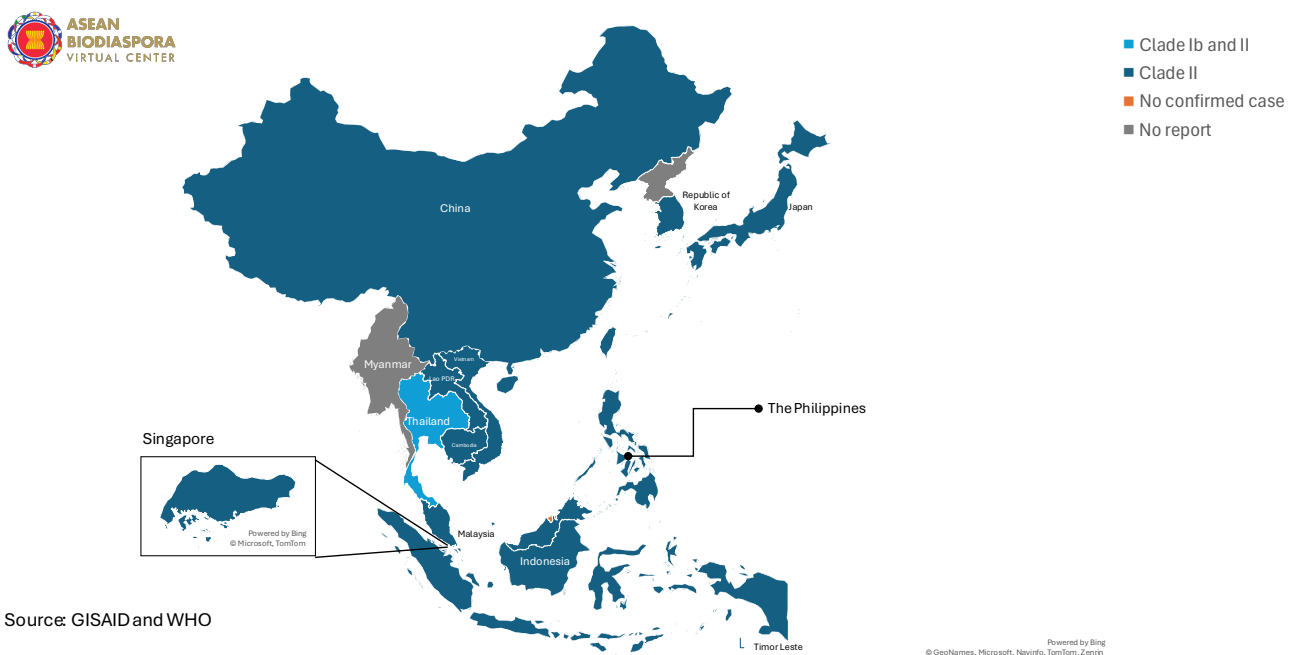 ASEAN
BIODIASPORA
VIRTUAL CENTER
Clade Ib and II
Clade II
No confirmed case
No report
China
Republic of
Korea
Japan
Myanmar
Vietnam
Lao PDR
Thailand
Cambodia
The Philippines
Singapore
Powered by Bing
© Microsoft, TomTom
Malaysia
Indonesia
Source: GISAID and WHO
Timor Leste
Powered by Bing
© GeoNames, Microsoft, Navinfo, TomTom, Zenrin